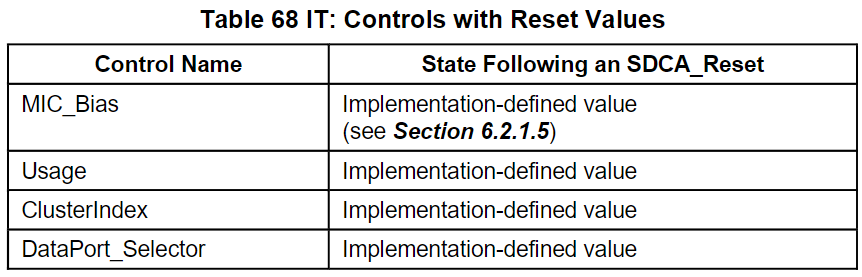 Table 68 IT: Controls with Reset Values
Control Name State Following an SDCA_Reset
MIC_Bias Implementation-defined value
(see Section 6.2.1.5)
Usage Implementation-defined value
ClusterIndex Implementation-defined value
DataPort_Selector Implementation-defined value